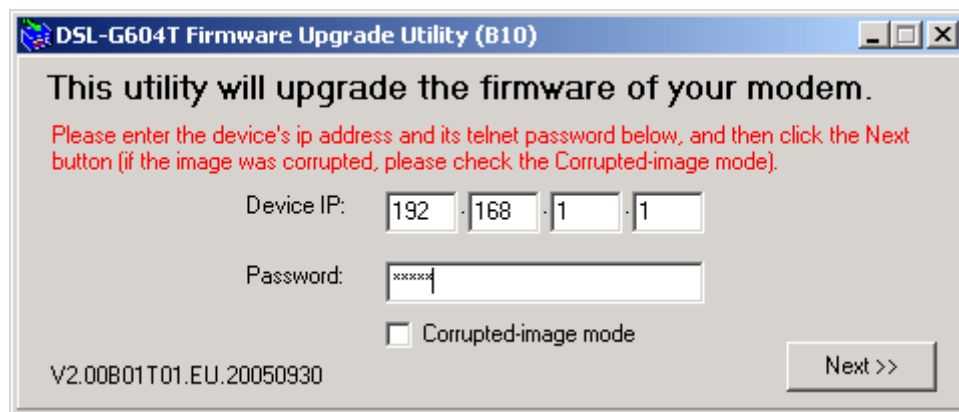 DSL-G604T Firmware Upgrade Utility (B10)
This utility will upgrade the firmware of your modem.
Please enter the device's ip address and its telnet password below, and then click the Next
button (if the image was corrupted, please check the Corrupted-image mode).
Device IP: 192 . 168 . 1 . 1
Password: *****
Corrupted-image mode
V2.00B01T01.EU.20050930
Next >>